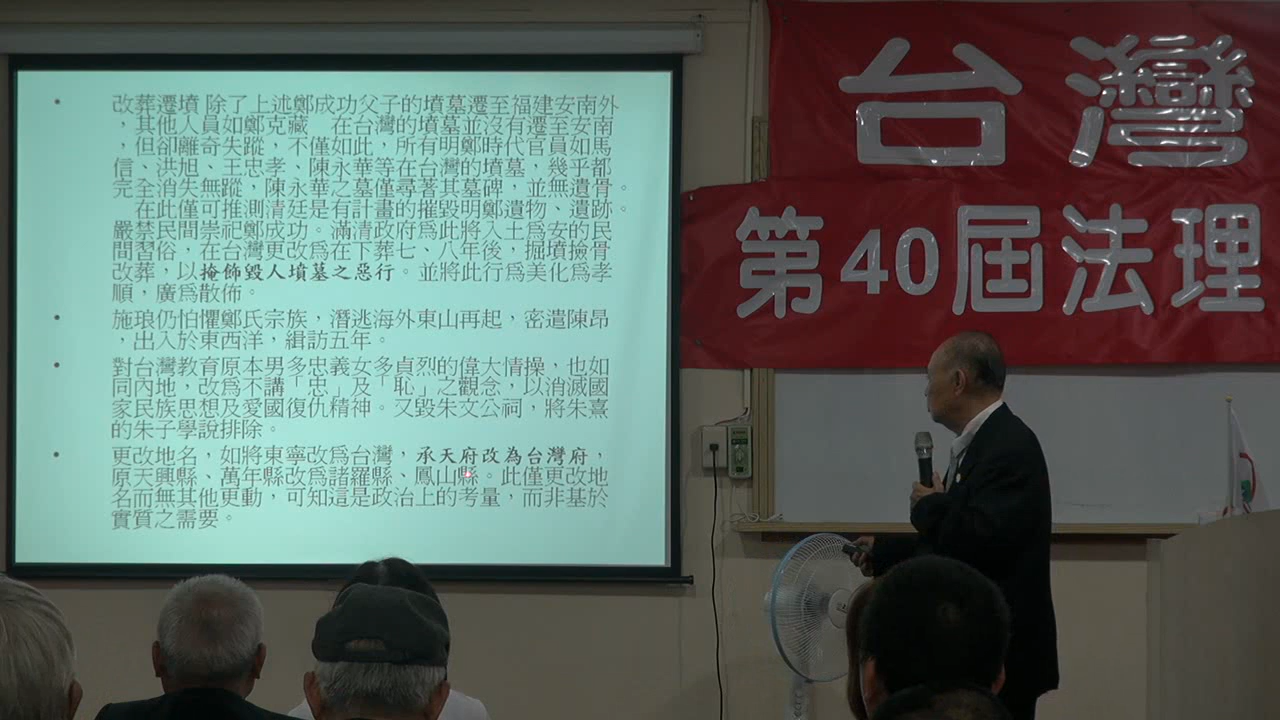 改葬遷墳 除了上述鄭成功父子的墳墓遷至福建安南外
，其他人員如鄭克藏 在台灣的墳墓並沒有遷至安南
，但卻離奇失蹤，不僅如此，所有明鄭時代官員如馬
信、洪旭、王忠孝、陳永華等在台灣的墳墓，幾乎都
完全消失無蹤，陳永華之墓僅尋著其墓碑，並無遺骨。
在此僅可推測清廷是有計畫的摧毀明鄭遺物、遺跡。
嚴禁民間崇祀鄭成功。滿清政府為此將入土為安的民
間習俗，在台灣更改為在下葬七、八年後，掘墳撿骨
改葬，以掩飾毀人墳墓之惡行。並將此行為美化為孝
順，廣為散佈。
施琅仍怕懼鄭氏宗族，潛逃海外東山再起，密遣陳昂
，出入於東西洋，緝訪五年。
對台灣教育原本男多忠義女多貞烈的偉大情操，也如
同內地，改為不講「忠」及「恥」之觀念，以消滅國
家民族思想及愛國復仇精神。又毀朱文公祠，將朱熹
的朱子學說排除。
更改地名，如將東寧改為台灣，承天府改為台灣府，
原天興縣、萬年縣改為諸羅縣、鳳山縣。此僅更改地
名而無其他更動，可知這是政治上的考量，而非基於
實質之需要。
台灣
第40屆法理